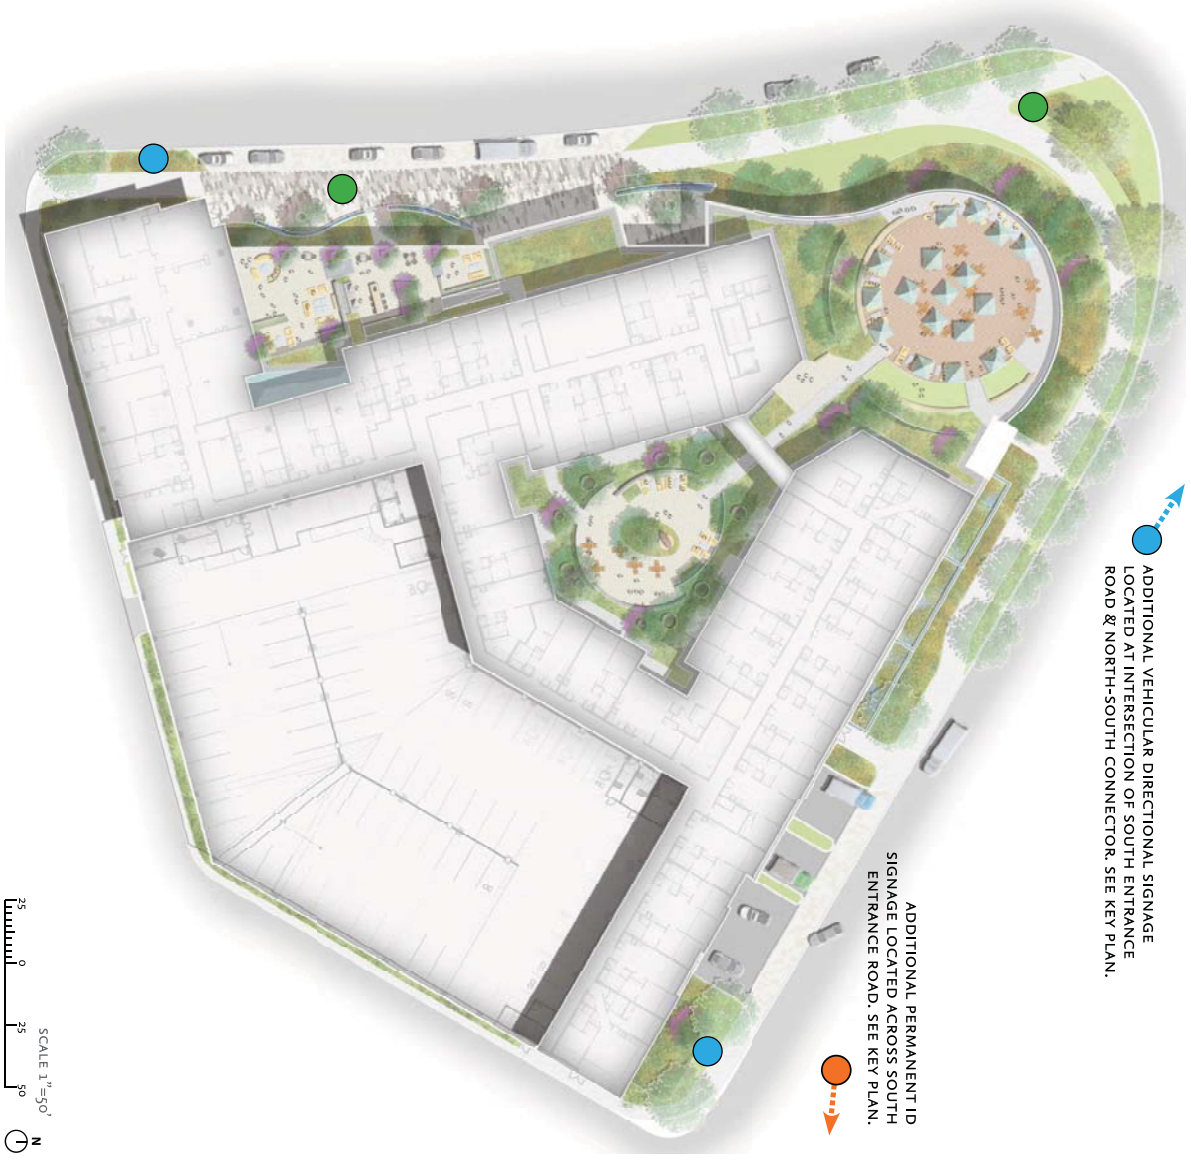 ADDITIONAL VEHICULAR DIRECTIONAL SIGNAGE
LOCATED AT INTERSECTION OF SOUTH ENTRANCE
ROAD & NORTH-SOUTH CONNECTOR. SEE KEY PLAN.
ADDITIONAL PERMANENT ID
SIGNAGE LOCATED ACROSS SOUTH
ENTRANCE ROAD. SEE KEY PLAN.
25 0 25 50
SCALE 1"=50'
N